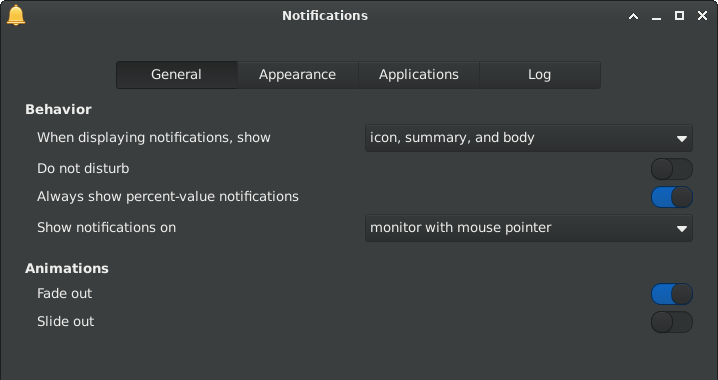 Notifications
General Appearance Applications Log
Behavior
When displaying notifications, show icon, summary, and body
Do not disturb
Always show percent-value notifications
Show notifications on monitor with mouse pointer
Animations
Fade out
Slide out